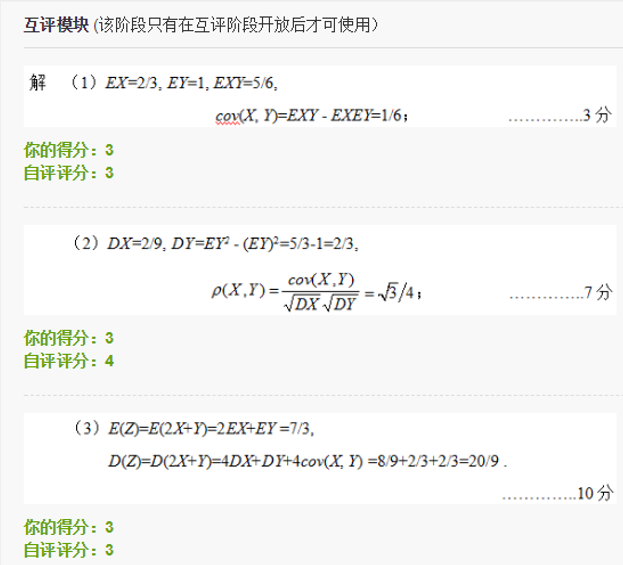 互评模块 (该阶段只有在互评阶段开放后才可使用)
解 （1）EX=2/3, EY=1, EXY=5/6,
cov(X, Y)=EXY - EXEY=1/6; .............3 分
你的得分：3
自评评分：3
（2）DX=2/9, DY=EY² - (EY)²=5/3-1=2/3,
ρ(X,Y) = cov(X,Y) / √DX √DY = √3/4; .............7 分
你的得分：3
自评评分：4
（3）E(Z)=E(2X+Y)=2EX+EY =7/3,
D(Z)=D(2X+Y)=4DX+DY+4cov(X, Y) =8/9+2/3+2/3=20/9 .
.............10 分
你的得分：3
自评评分：3